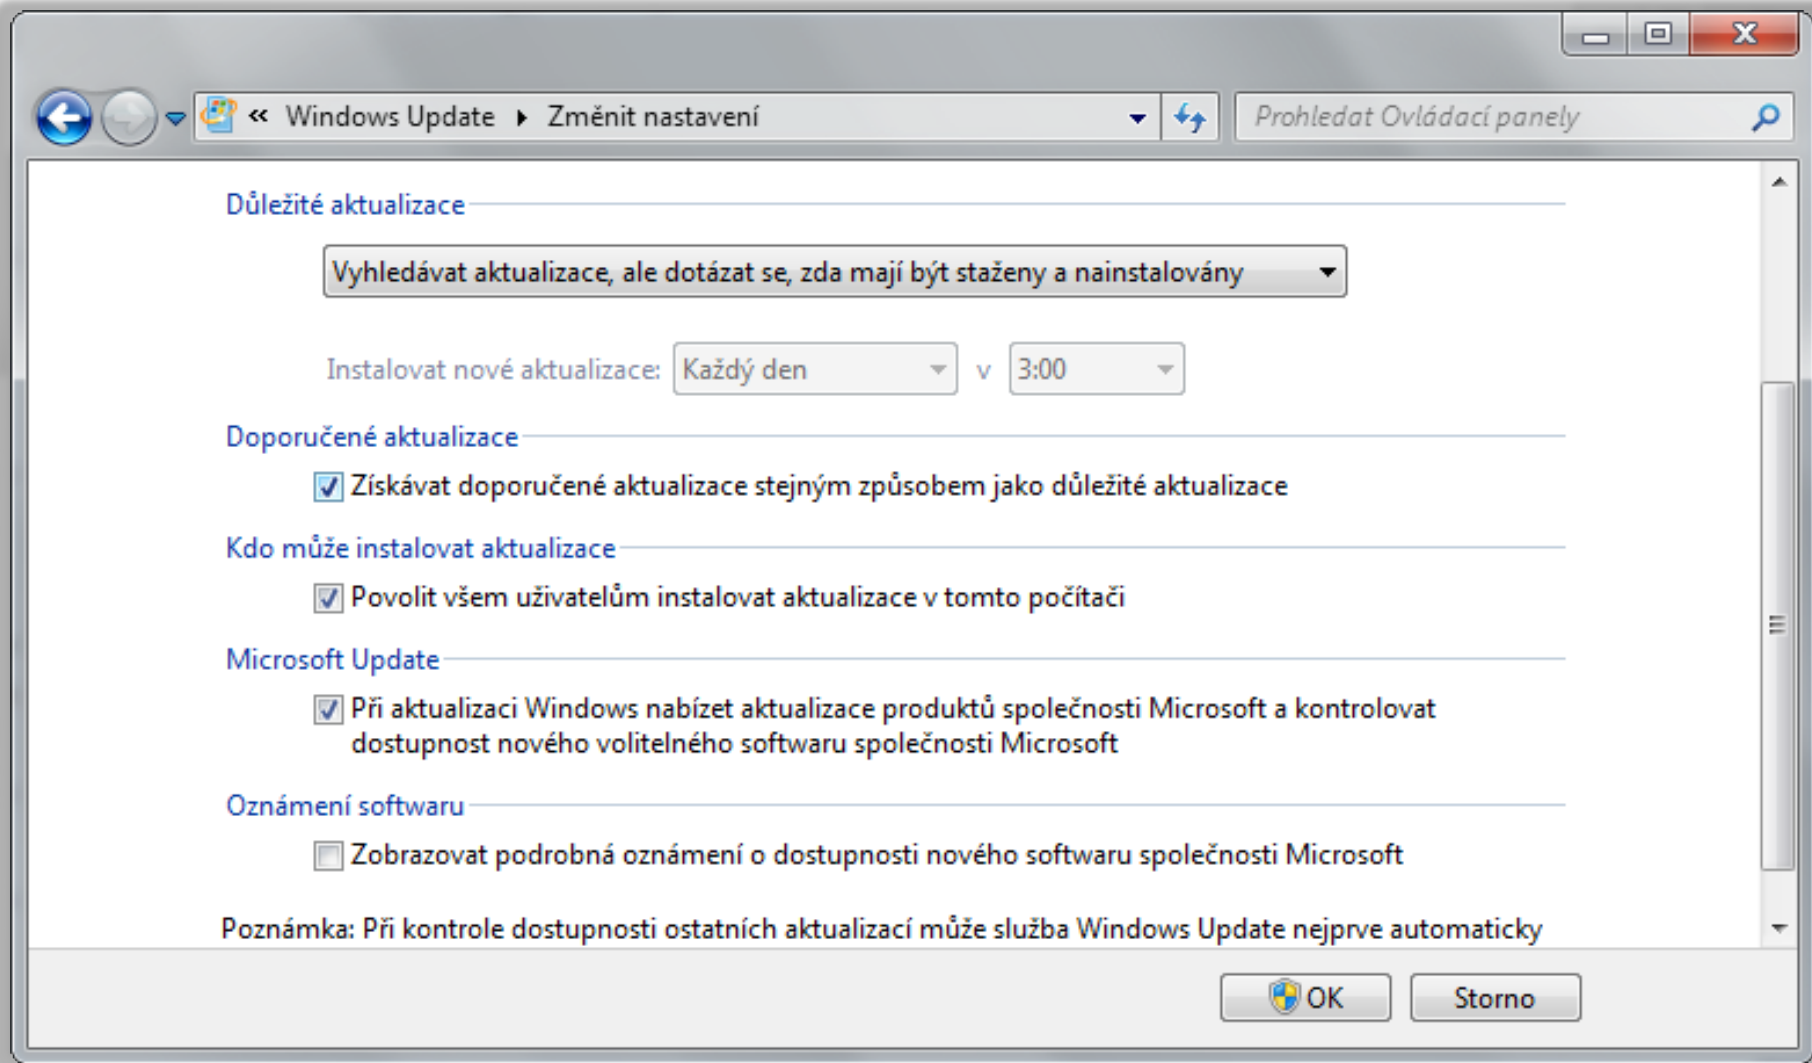 « Windows Update ▸ Změnit nastavení
Prohledat Ovládací panely
Důležité aktualizace
Vyhledávat aktualizace, ale dotázat se, zda mají být staženy a nainstalovány
Instalovat nové aktualizace: Každý den v 3:00
Doporučené aktualizace
Získávat doporučené aktualizace stejným způsobem jako důležité aktualizace
Kdo může instalovat aktualizace
Povolit všem uživatelům instalovat aktualizace v tomto počítači
Microsoft Update
Při aktualizaci Windows nabízet aktualizace produktů společnosti Microsoft a kontrolovat
dostupnost nového volitelného softwaru společnosti Microsoft
Oznámení softwaru
Zobrazovat podrobná oznámení o dostupnosti nového softwaru společnosti Microsoft
Poznámka: Při kontrole dostupnosti ostatních aktualizací může služba Windows Update nejprve automaticky
OK Storno